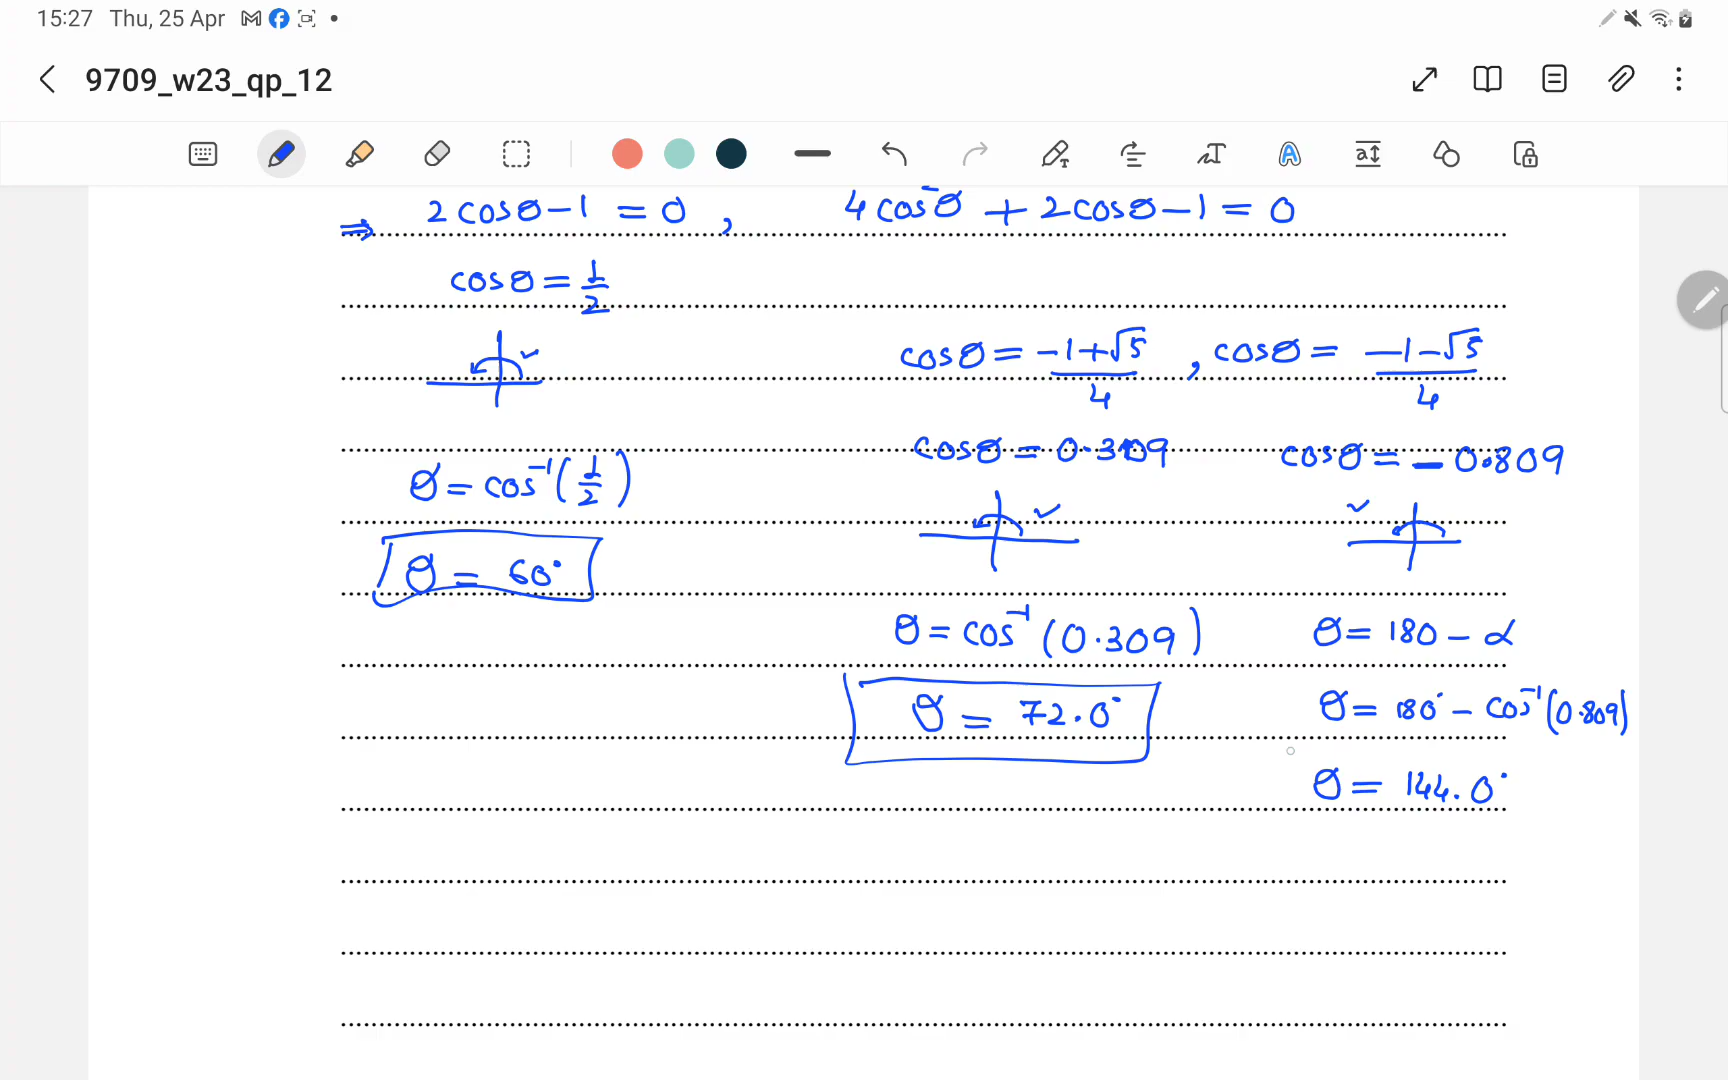 15:27 Thu, 25 Apr
9709_w23_qp_12
⇒ 2cosθ-1 = 0 , 4cos²θ + 2cosθ-1 = 0
cosθ = 1/2
cosθ = -1+√5/4 , cosθ = -1-√5/4
cosθ = 0.309 cosθ = -0.809
θ = cos⁻¹(1/2)
θ = 60°
θ = cos⁻¹(0.309) θ = 180 - α
θ = 72.0° θ = 180° - cos⁻¹(0.809)
θ = 144.0°